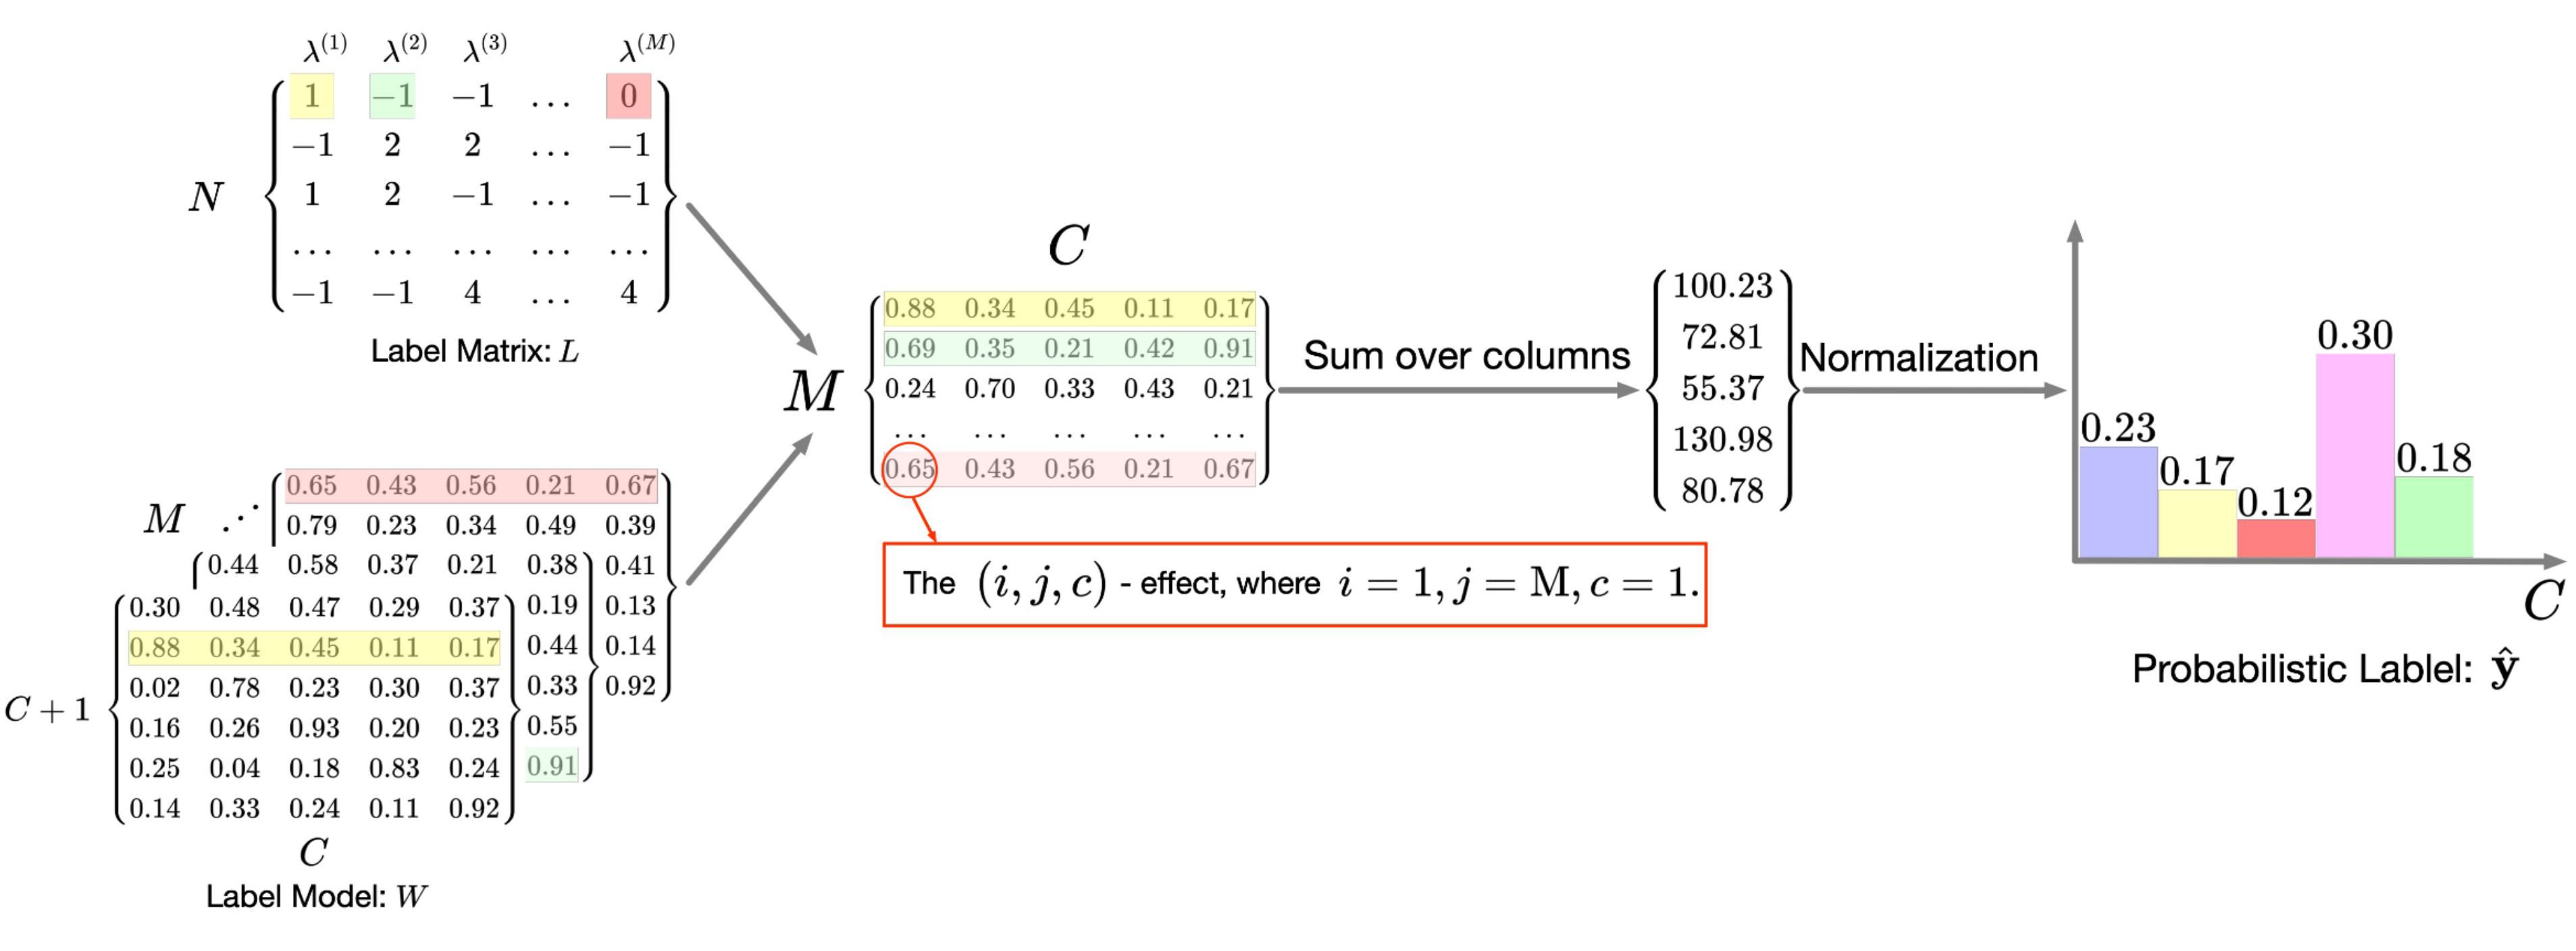 λ^(1) λ^(2) λ^(3) λ^(M)
1 −1 −1 ... 0
−1 2 2 ... −1
N 1 2 −1 ... −1
... ... ... ... ...
−1 −1 4 ... 4
Label Matrix: L
M ⋰ 0.65 0.43 0.56 0.21 0.67
0.79 0.23 0.34 0.49 0.39
0.44 0.58 0.37 0.21 0.38 0.41
0.30 0.48 0.47 0.29 0.37 0.19 0.13
0.88 0.34 0.45 0.11 0.17 0.44 0.14
0.02 0.78 0.23 0.30 0.37 0.33 0.92
C + 1 0.16 0.26 0.93 0.20 0.23 0.55
0.25 0.04 0.18 0.83 0.24 0.91
0.14 0.33 0.24 0.11 0.92
C
Label Model: W
C
0.88 0.34 0.45 0.11 0.17
0.69 0.35 0.21 0.42 0.91
M 0.24 0.70 0.33 0.43 0.21
... ... ... ... ...
0.65 0.43 0.56 0.21 0.67
The (i, j, c) - effect, where i = 1, j = M, c = 1.
Sum over columns
100.23
72.81
55.37
130.98
80.78
Normalization
0.23 0.17 0.12 0.30 0.18
C
Probabilistic Lablel: ŷ